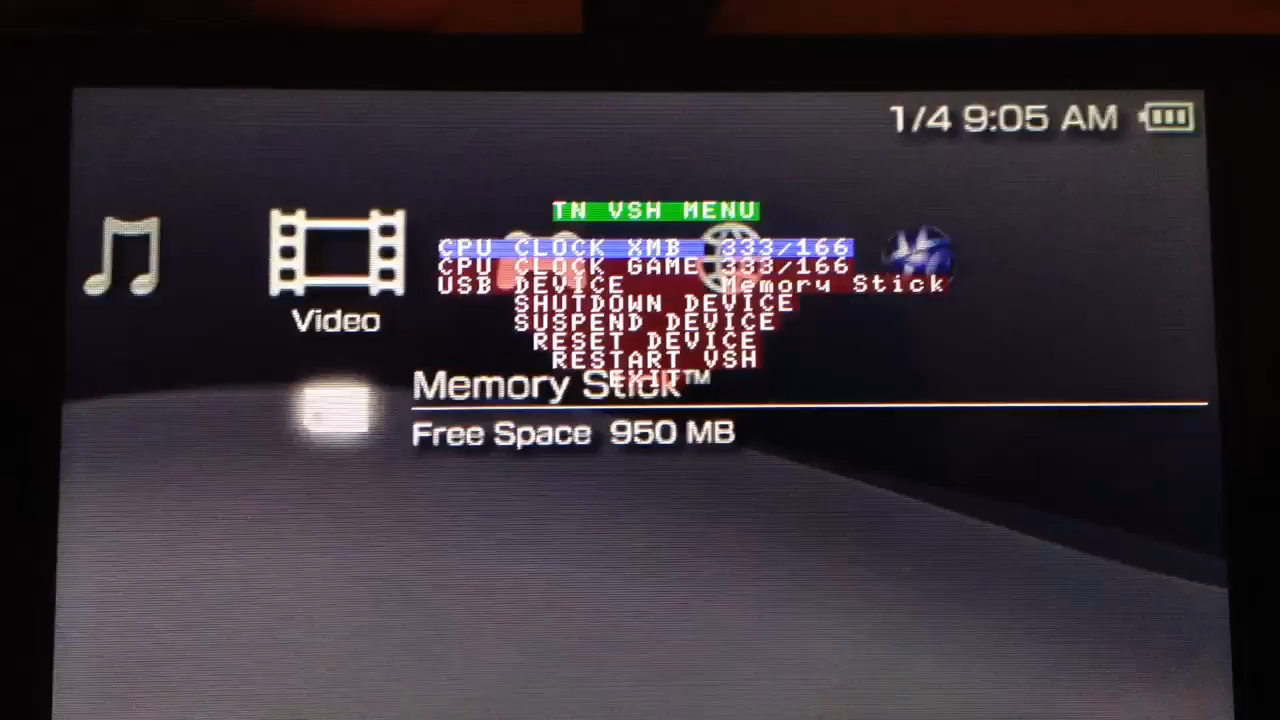 1/4 9:05 AM
TN VSH MENU
CPU CLOCK XMB 333/166
CPU CLOCK GAME 333/166
USB DEVICE Memory Stick
Video
SHUTDOWN DEVICE
SUSPEND DEVICE
RESET DEVICE
RESTART VSH
EXIT
Memory Stick™
Free Space 950 MB